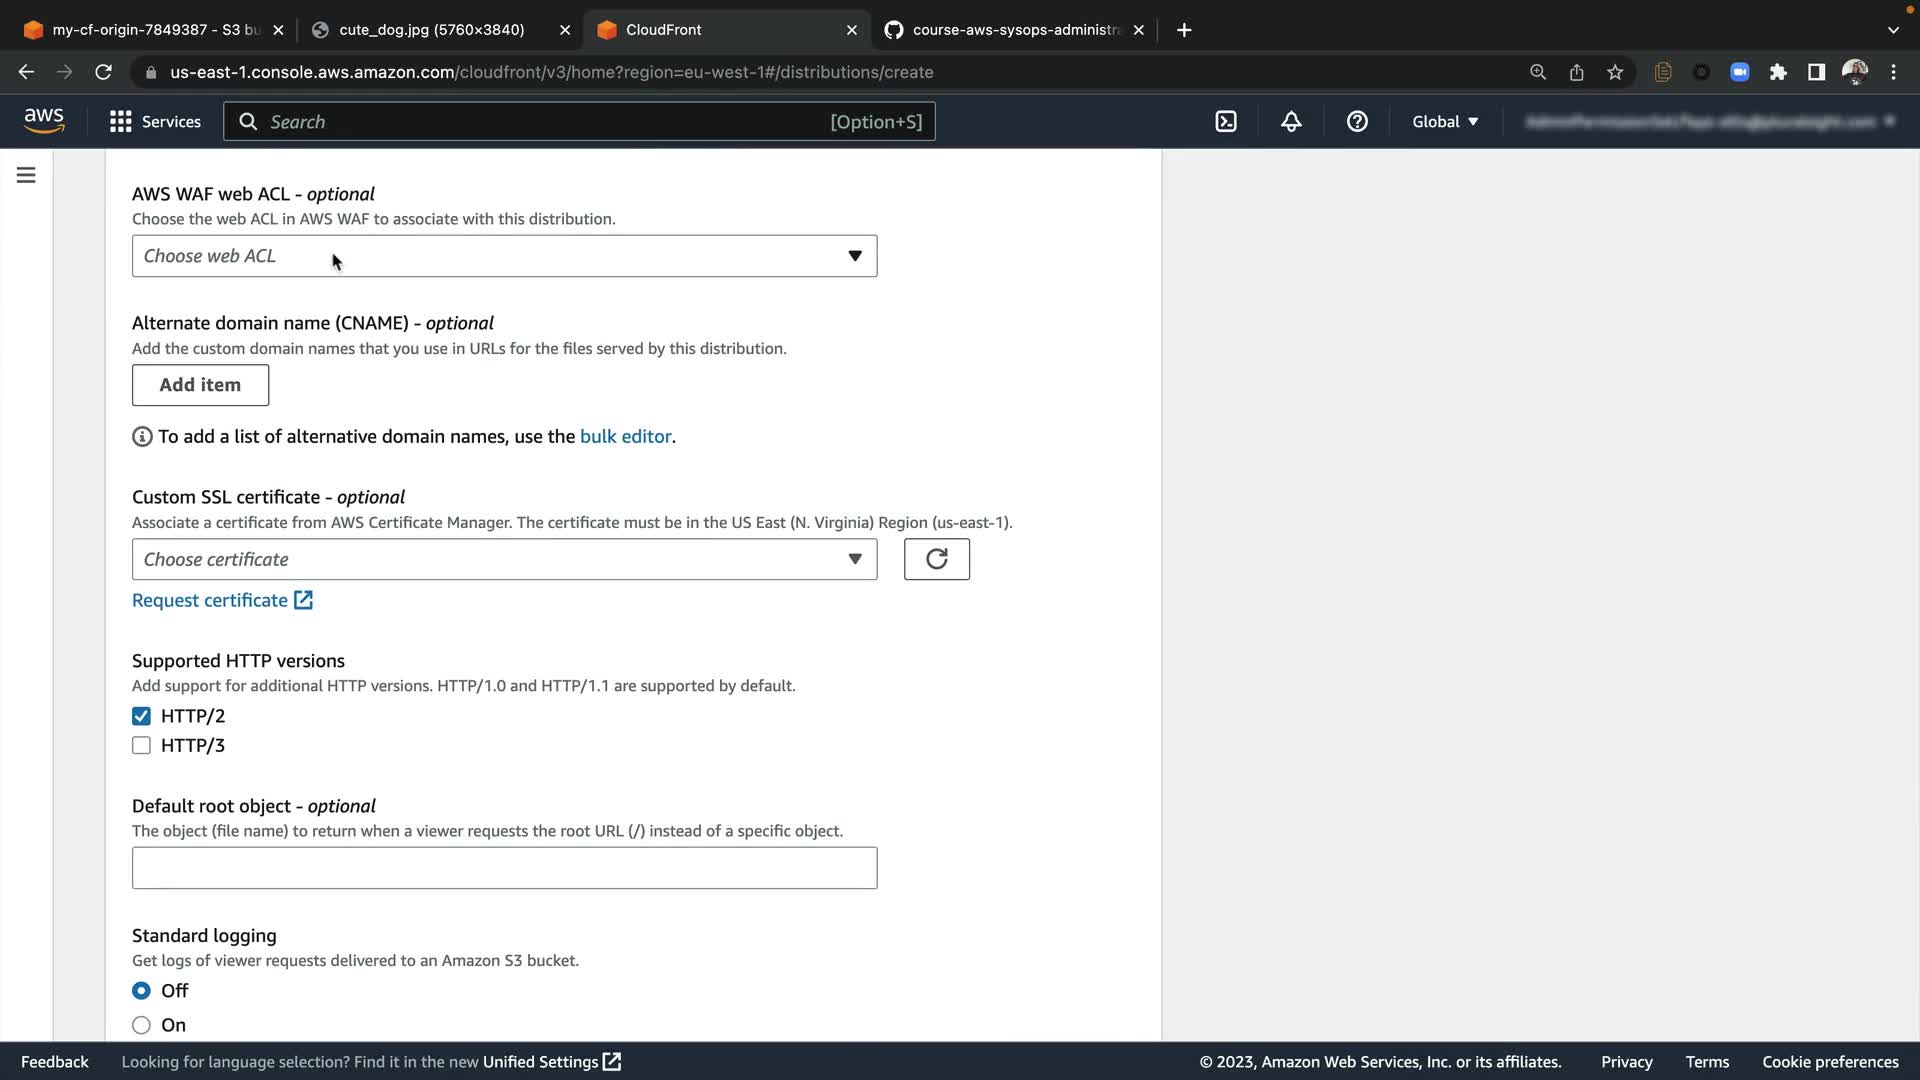 my-cf-origin-7849387 - S3 bu
cute_dog.jpg (5760×3840)
CloudFront
course-aws-sysops-administra
us-east-1.console.aws.amazon.com/cloudfront/v3/home?region=eu-west-1#/distributions/create
aws
Services
Search
[Option+S]
Global
AWS WAF web ACL - optional
Choose the web ACL in AWS WAF to associate with this distribution.
Choose web ACL
Alternate domain name (CNAME) - optional
Add the custom domain names that you use in URLs for the files served by this distribution.
Add item
To add a list of alternative domain names, use the bulk editor.
Custom SSL certificate - optional
Associate a certificate from AWS Certificate Manager. The certificate must be in the US East (N. Virginia) Region (us-east-1).
Choose certificate
Request certificate
Supported HTTP versions
Add support for additional HTTP versions. HTTP/1.0 and HTTP/1.1 are supported by default.
HTTP/2
HTTP/3
Default root object - optional
The object (file name) to return when a viewer requests the root URL (/) instead of a specific object.
Standard logging
Get logs of viewer requests delivered to an Amazon S3 bucket.
Off
On
Feedback
Looking for language selection? Find it in the new Unified Settings
© 2023, Amazon Web Services, Inc. or its affiliates.
Privacy
Terms
Cookie preferences